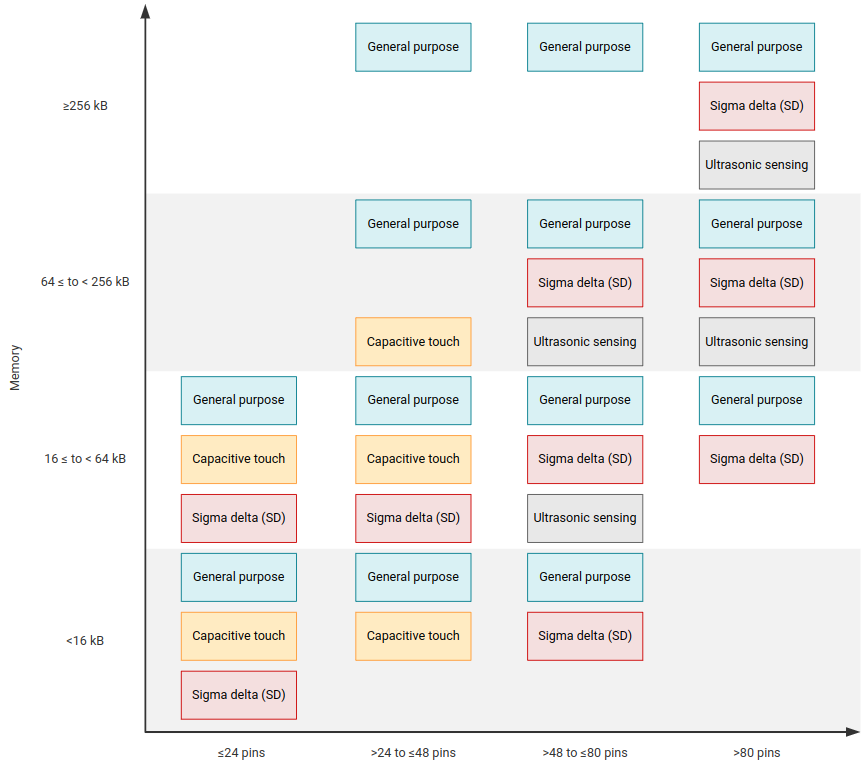 General purpose General purpose General purpose
≥256 kB Sigma delta (SD)
Ultrasonic sensing
General purpose General purpose General purpose
64 ≤ to < 256 kB Sigma delta (SD) Sigma delta (SD)
Capacitive touch Ultrasonic sensing Ultrasonic sensing
Memory
General purpose General purpose General purpose General purpose
16 ≤ to < 64 kB Capacitive touch Capacitive touch Sigma delta (SD) Sigma delta (SD)
Sigma delta (SD) Sigma delta (SD) Ultrasonic sensing
General purpose General purpose General purpose
<16 kB Capacitive touch Capacitive touch Sigma delta (SD)
Sigma delta (SD)
≤24 pins >24 to ≤48 pins >48 to ≤80 pins >80 pins